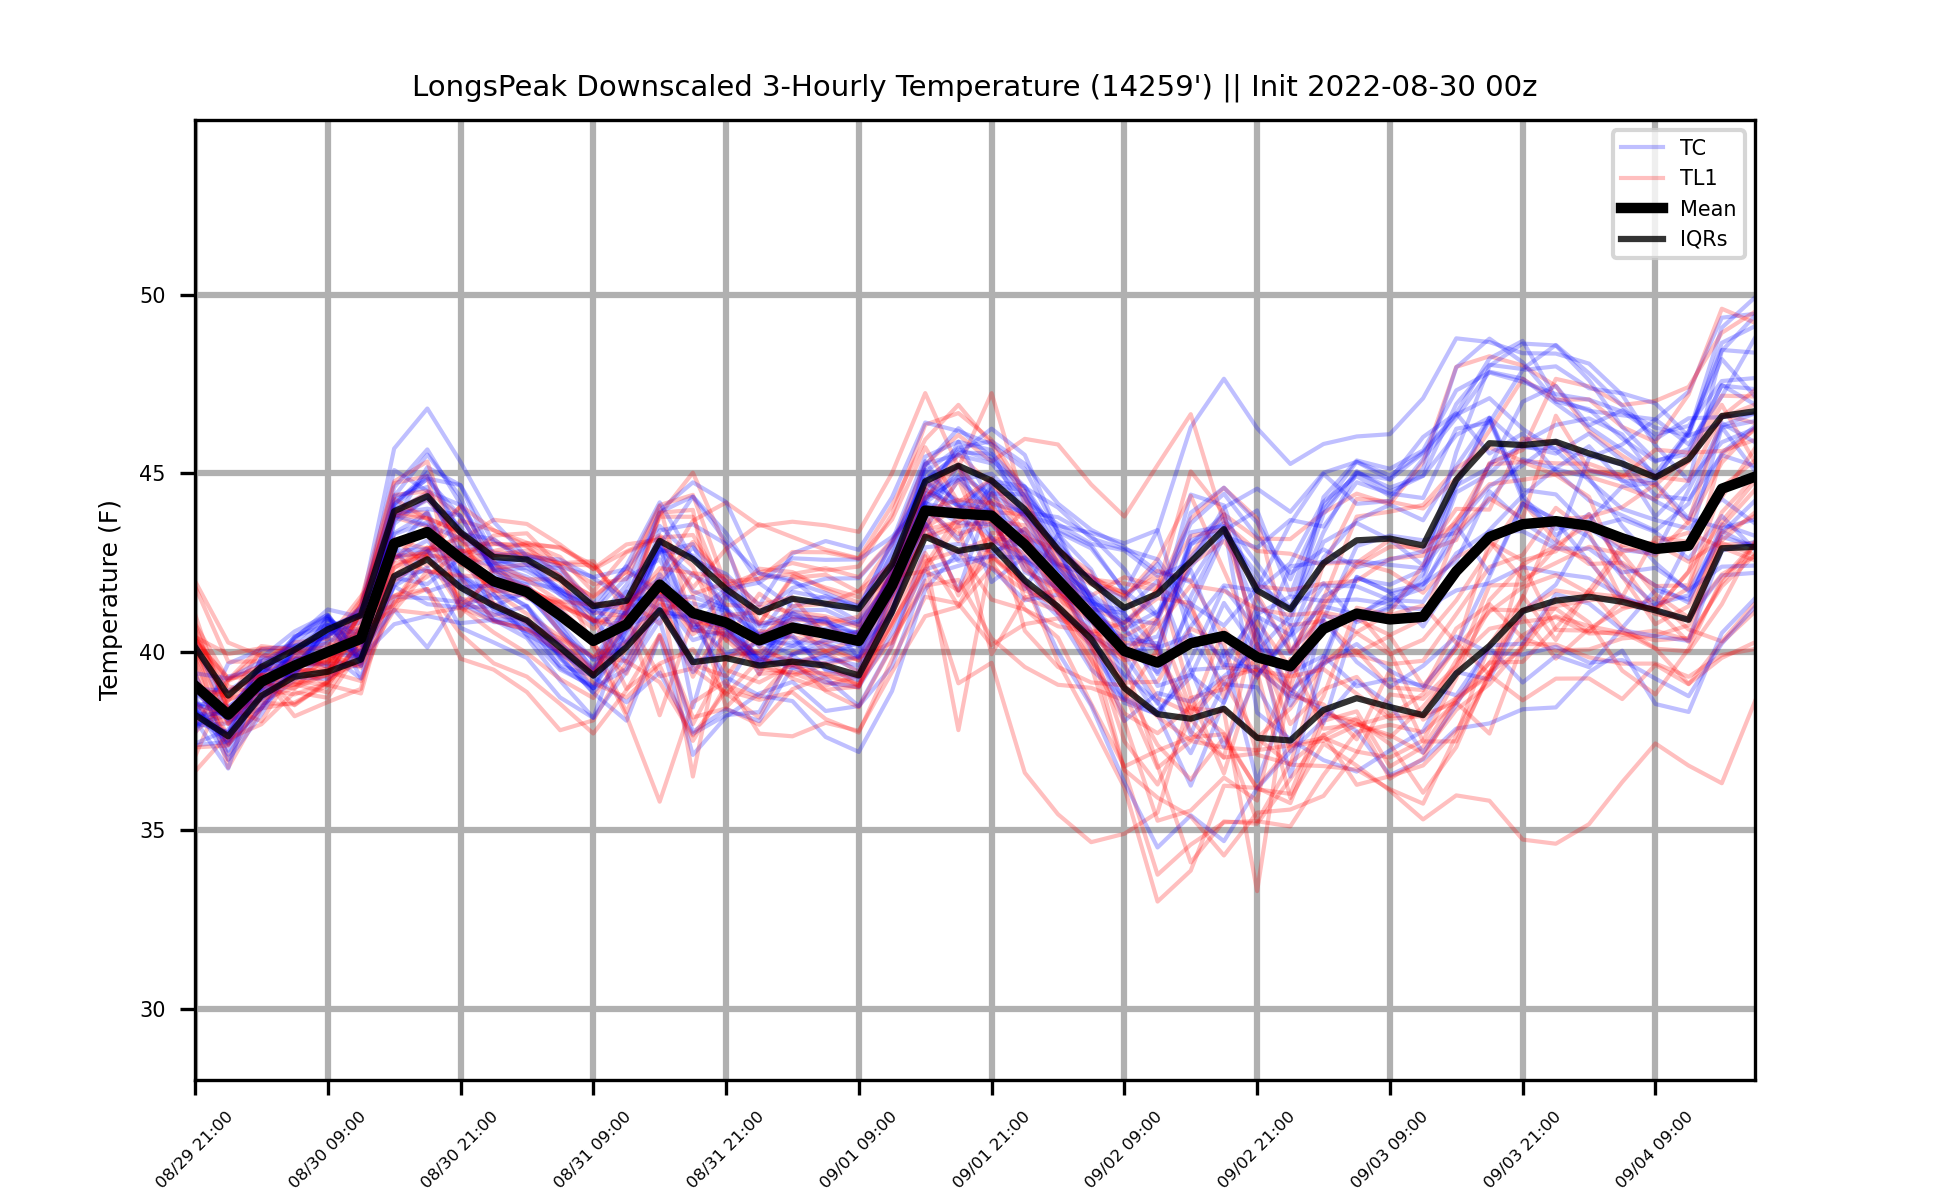 LongsPeak Downscaled 3-Hourly Temperature (14259') || Init 2022-08-30 00z
TC
TL1
Mean
IQRs
Temperature (F)
50
45
40
35
30
08/29 21:00
08/30 09:00
08/30 21:00
08/31 09:00
08/31 21:00
09/01 09:00
09/01 21:00
09/02 09:00
09/02 21:00
09/03 09:00
09/03 21:00
09/04 09:00